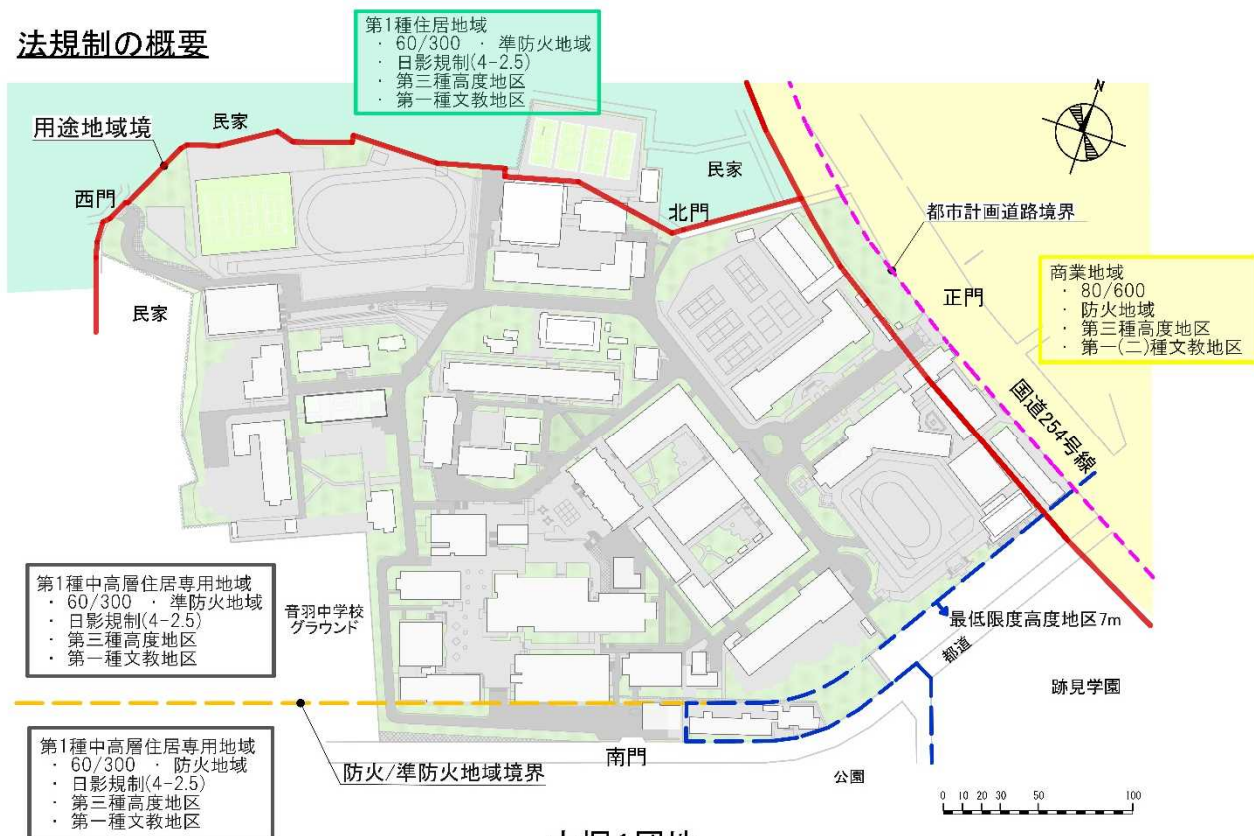 法規制の概要
第1種住居地域
・ 60/300 ・ 準防火地域
・ 日影規制(4-2.5)
・ 第三種高度地区
・ 第一種文教地区
N
用途地域境
民家
西門
民家
北門
都市計画道路境界
商業地域
・ 80/600
・ 防火地域
・ 第三種高度地区
・ 第一(二)種文教地区
正門
民家
国道254号線
第1種中高層住居専用地域
・ 60/300 ・ 準防火地域
・ 日影規制(4-2.5)
・ 第三種高度地区
・ 第一種文教地区
音羽中学校
グラウンド
最低限度高度地区7m
都道
跡見学園
第1種中高層住居専用地域
・ 60/300 ・ 防火地域
・ 日影規制(4-2.5)
・ 第三種高度地区
・ 第一種文教地区
防火/準防火地域境界
南門
公園
0 10 20 30 50 100